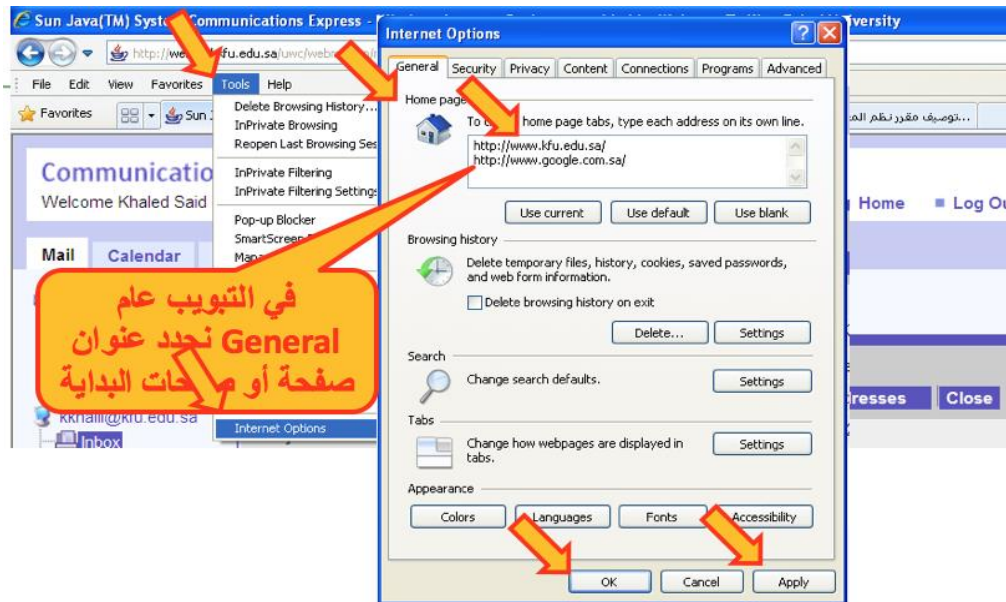 Sun Java(TM) System Communications Express -
Internet Options
University
http://we kfu.edu.sa/uwc/webm
File Edit View Favorites Tools Help
Favorites
Sun
توصيف مقرر نظم الم...
Communicatio
Welcome Khaled Said
Home
Log Ou
Mail
Calendar
Delete Browsing History...
InPrivate Browsing
Reopen Last Browsing Ses
InPrivate Filtering
InPrivate Filtering Settings
Pop-up Blocker
SmartScreen F
Mana
Internet Options
في التبويب عام
General نحدد عنوان
صفحة أو صفحات البداية
kkhalil@kfu.edu.sa
Inbox
General Security Privacy Content Connections Programs Advanced
Home page
To home page tabs, type each address on its own line.
http://www.kfu.edu.sa/
http://www.google.com.sa/
Use current
Use default
Use blank
Browsing history
Delete temporary files, history, cookies, saved passwords,
and web form information.
Delete browsing history on exit
Delete...
Settings
Search
Change search defaults.
Settings
Tabs
Change how webpages are displayed in
tabs.
Settings
Appearance
Colors
Languages
Fonts
Accessibility
OK
Cancel
Apply
resses
Close